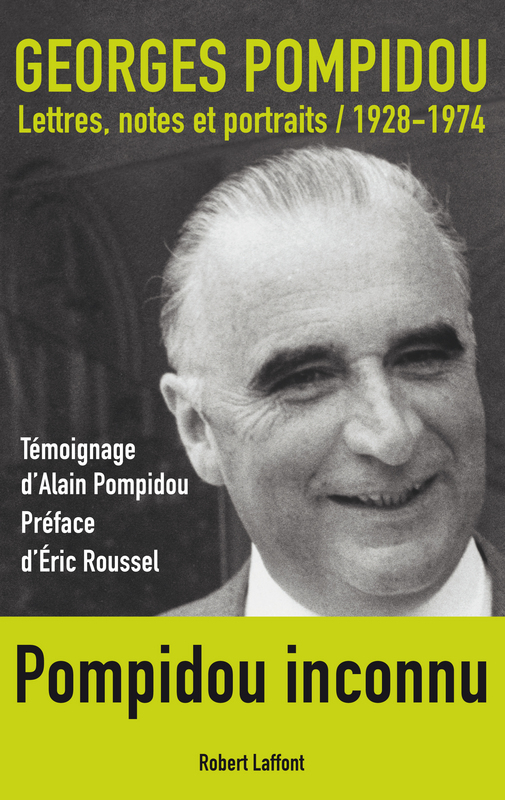 GEORGES POMPIDOU
Lettres, notes et portraits / 1928-1974
Témoignage
d'Alain Pompidou
Préface
d'Éric Roussel
Pompidou inconnu
Robert Laffont